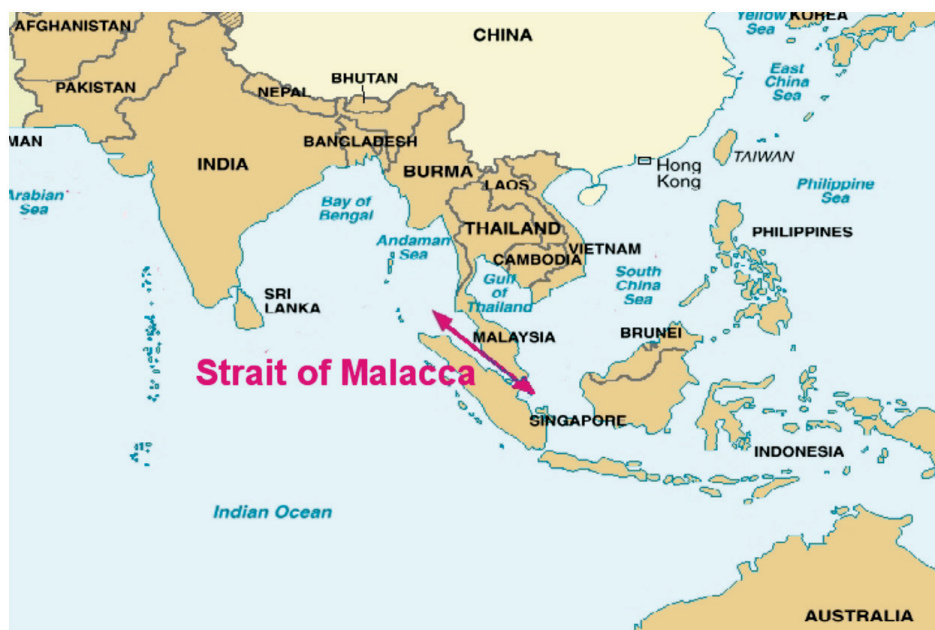 AFGHANISTAN
CHINA
Yellow
Sea
KOREA
PAKISTAN
NEPAL
BHUTAN
East
China
Sea
MAN
BANGLADESH
INDIA
BURMA
LAOS
Hong
Kong
TAIWAN
Arabian
Sea
Bay of
Bengal
Philippine
Sea
Andaman
Sea
THAILAND
VIETNAM
CAMBODIA
PHILIPPINES
Gulf
of
Thailand
South
China
Sea
SRI
LANKA
MALAYSIA
BRUNEI
Strait of Malacca
SINGAPORE
INDONESIA
Indian Ocean
AUSTRALIA